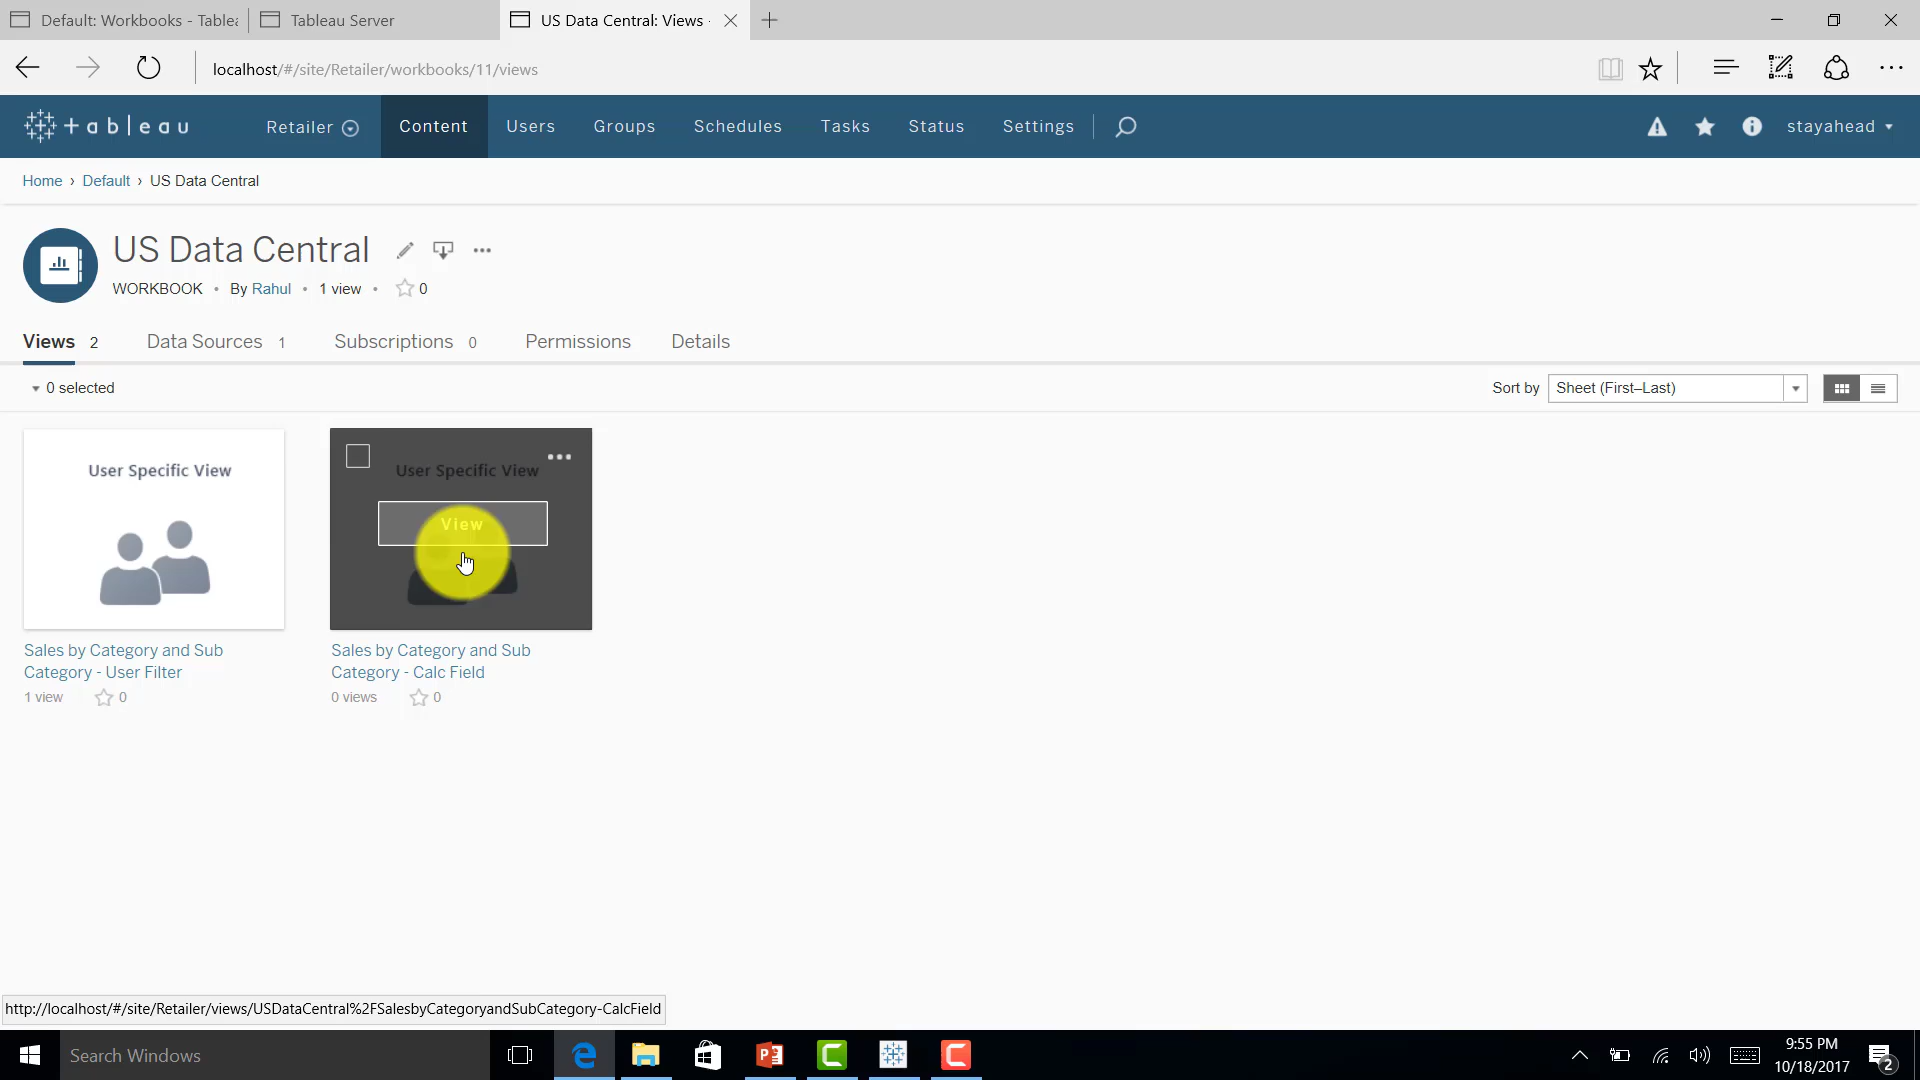 Default: Workbooks - Tablea
Tableau Server
US Data Central: Views -
localhost/#/site/Retailer/workbooks/11/views
+ a b | e a u
Retailer
Content
Users
Groups
Schedules
Tasks
Status
Settings
stayahead
Home › Default › US Data Central
US Data Central
WORKBOOK • By Rahul • 1 view • 0
Views 2
Data Sources 1
Subscriptions 0
Permissions
Details
0 selected
Sort by Sheet (First–Last)
User Specific View
User Specific View
View
Sales by Category and Sub
Category - User Filter
1 view 0
Sales by Category and Sub
Category - Calc Field
0 views 0
http://localhost/#/site/Retailer/views/USDataCentral%2FSalesbyCategoryandSubCategory-CalcField
Search Windows
9:55 PM
10/18/2017
2